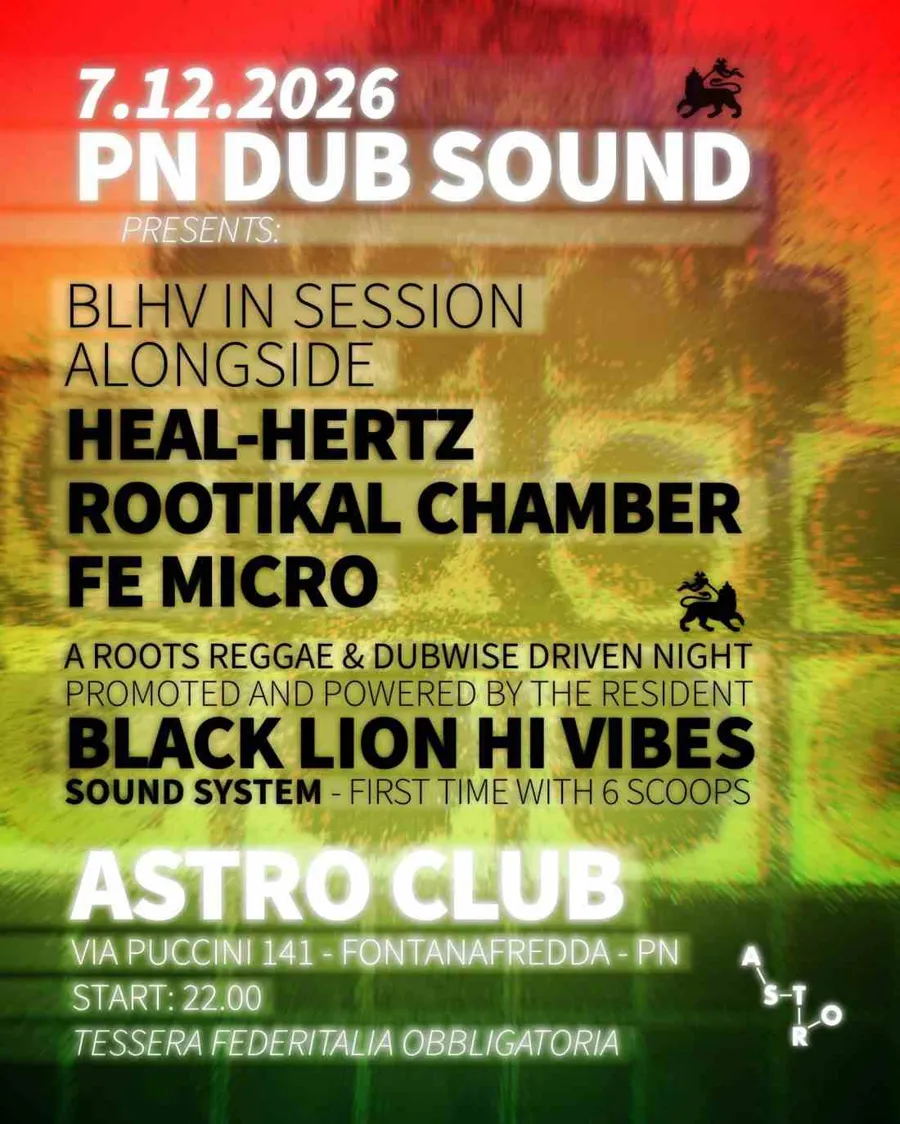 7.12.2026
PN DUB SOUND
PRESENTS:
BLHV IN SESSION
ALONGSIDE
HEAL-HERTZ
ROOTIKAL CHAMBER
FE MICRO
A ROOTS REGGAE & DUBWISE DRIVEN NIGHT
PROMOTED AND POWERED BY THE RESIDENT
BLACK LION HI VIBES
SOUND SYSTEM - FIRST TIME WITH 6 SCOOPS
ASTRO CLUB
VIA PUCCINI 141 - FONTANAFREDDA - PN
START: 22.00
TESSERA FEDERITALIA OBBLIGATORIA
ASTRO